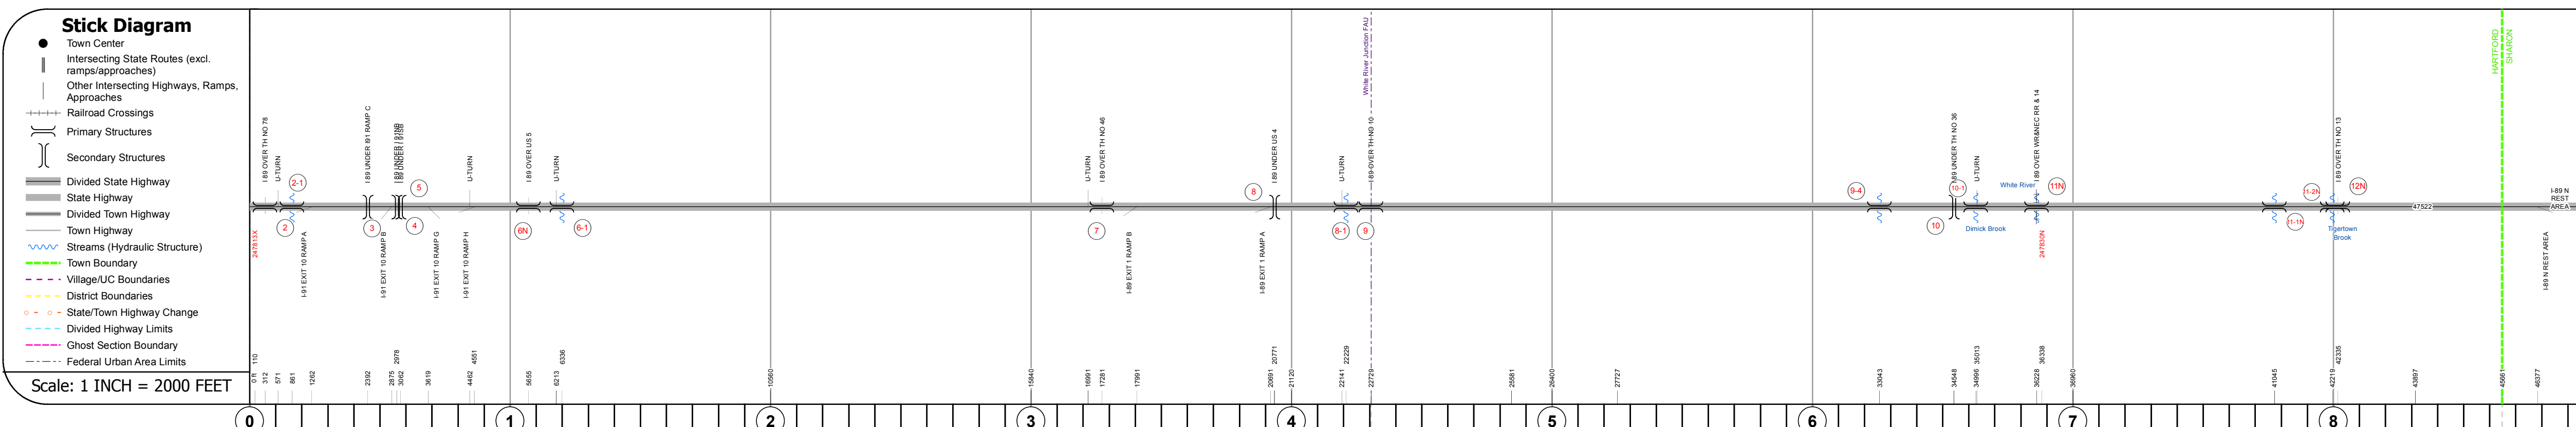 Stick Diagram
Town Center
Intersecting State Routes (excl.
ramps/approaches)
Other Intersecting Highways, Ramps,
Approaches
Railroad Crossings
Primary Structures
Secondary Structures
Divided State Highway
State Highway
Divided Town Highway
Town Highway
Streams (Hydraulic Structure)
Town Boundary
Village/UC Boundaries
District Boundaries
State/Town Highway Change
Divided Highway Limits
Ghost Section Boundary
Federal Urban Area Limits
Scale: 1 INCH = 2000 FEET
I 89 OVER TH NO 78
U-TURN
I 89 UNDER I91 RAMP C
I 89 UNDER I 91NB
I 89 UNDER I 91SB
U-TURN
I 89 OVER US 5
U-TURN
U-TURN
I 89 OVER TH NO 46
I 89 UNDER US 4
U-TURN
White River Junction FAU
I 89 OVER TH NO 10
I 89 UNDER TH NO 36
U-TURN
I 89 OVER WR&NEC RR & 14
I 89 OVER TH NO 13
HARTFORD
SHARON
2-1
5
8
9-4
10-1
White River
11N
11-2N
12N
I-89 N
REST
AREA
47522
2
3
4
6N
6-1
7
8-1
9
10
Dimick Brook
11-1N
Tigertown
Brook
247813X
I-91 EXIT 10 RAMP A
I-91 EXIT 10 RAMP B
I-91 EXIT 10 RAMP G
I-91 EXIT 10 RAMP H
I-89 EXIT 1 RAMP B
I-89 EXIT 1 RAMP A
247830N
I-89 N REST AREA
0 ft
110
312
571
861
1262
2392
2875
2978
3062
3619
4462
4551
5655
6213
6336
10560
15840
16991
17281
17991
20691
20771
21120
22141
22229
22729
25581
26400
27727
33043
34548
34996
35013
36228
36338
36960
41045
42219
42335
43897
45661
46377
0
1
2
3
4
5
6
7
8